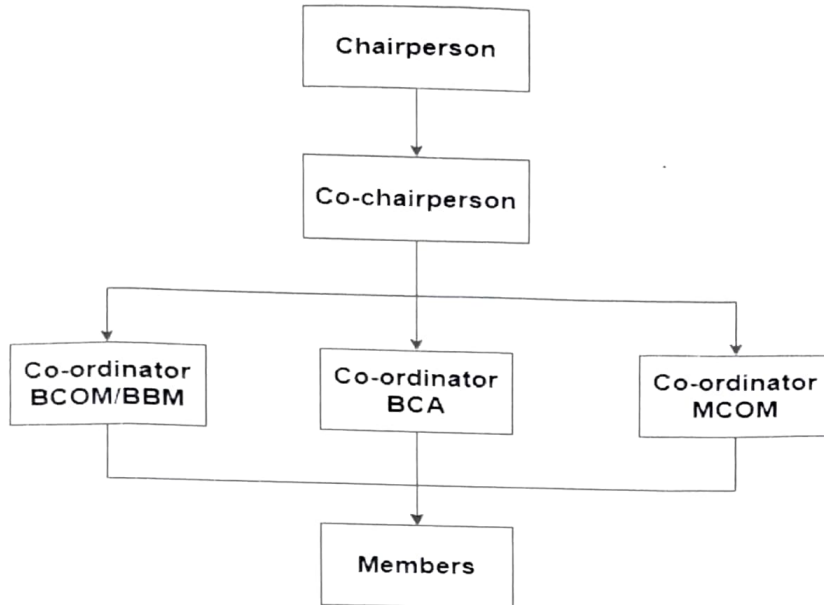 Chairperson
Co-chairperson
Co-ordinator
BCOM/BBM
Co-ordinator
BCA
Co-ordinator
MCOM
Members